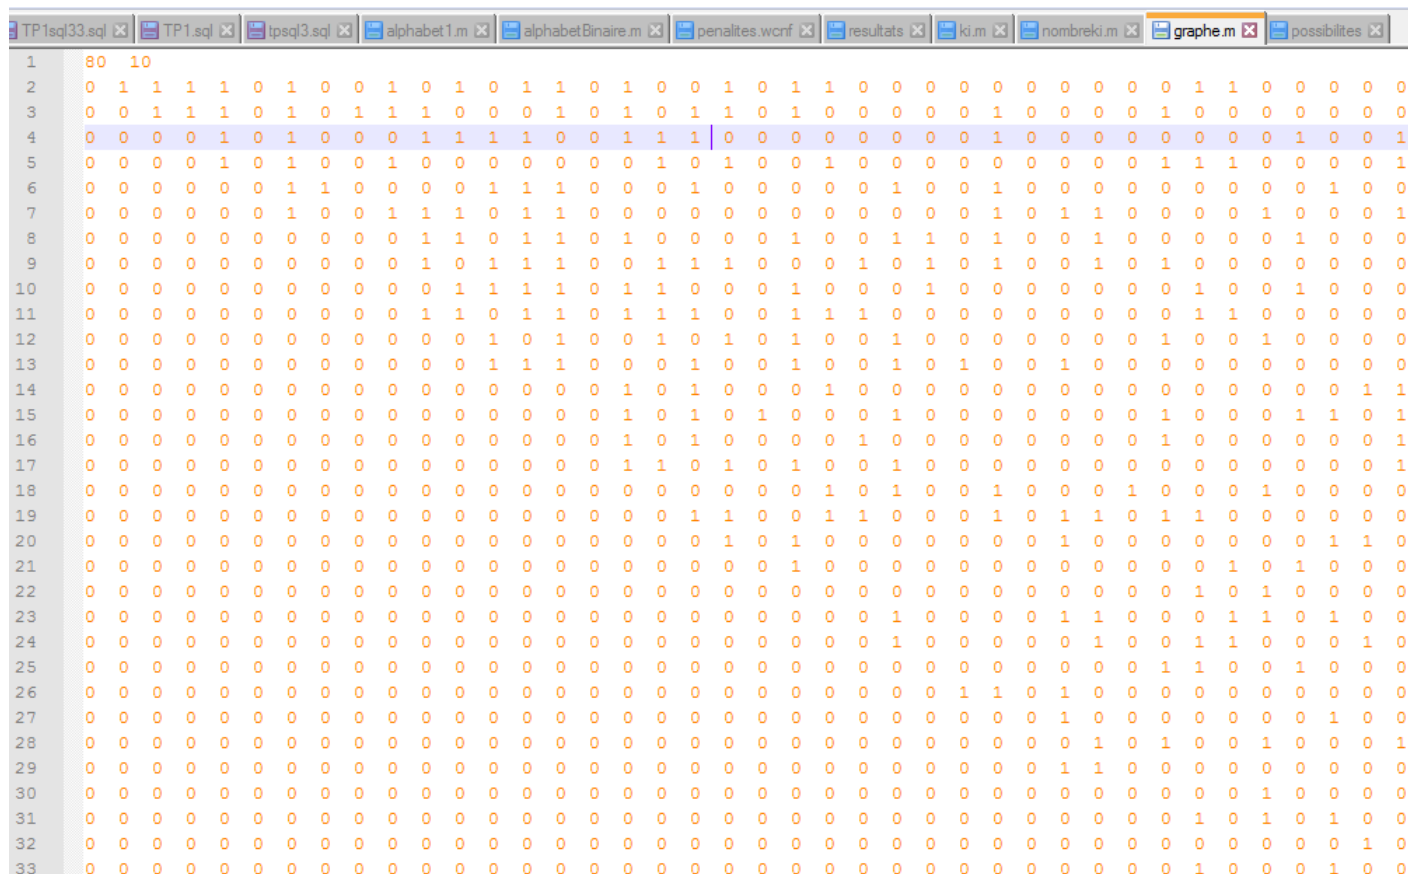 TP1sql33.sql TP1.sql tpsql3.sql alphabet1.m alphabetBinaire.m penalites.wcnf resultats ki.m nombreki.m graphe.m possibilites
1 80 10
2 0 1 1 1 1 0 1 0 0 1 0 1 0 1 1 0 1 0 0 1 0 1 1 0 0 0 0 0 0 0 0 0 0 1 1 0 0 0 0 0
3 0 0 1 1 1 0 1 0 1 1 1 0 0 0 1 0 1 0 1 1 0 1 0 0 0 0 0 1 0 0 0 0 1 0 0 0 0 0 0 0
4 0 0 0 0 1 0 1 0 0 0 1 1 1 1 0 0 1 1 1 0 0 0 0 0 0 0 0 1 0 0 0 0 0 0 0 0 1 0 0 1
5 0 0 0 0 1 0 1 0 0 1 0 0 0 0 0 0 0 1 0 1 0 0 1 0 0 0 0 0 0 0 0 0 1 1 1 0 0 0 0 1
6 0 0 0 0 0 0 1 1 0 0 0 0 1 1 1 0 0 0 1 0 0 0 0 0 1 0 0 1 0 0 0 0 0 0 0 0 0 1 0 0
7 0 0 0 0 0 0 1 0 0 1 1 1 0 1 1 0 0 0 0 0 0 0 0 0 0 0 0 1 0 1 1 0 0 0 0 1 0 0 0 1
8 0 0 0 0 0 0 0 0 0 0 1 1 0 1 1 0 1 0 0 0 0 1 0 0 1 1 0 1 0 0 1 0 0 0 0 0 1 0 0 0
9 0 0 0 0 0 0 0 0 0 0 1 0 1 1 1 0 0 1 1 1 0 0 0 1 0 1 0 1 0 0 1 0 1 0 0 0 0 0 0 0
10 0 0 0 0 0 0 0 0 0 0 0 1 1 1 1 0 1 1 0 0 0 1 0 0 0 1 0 0 0 0 0 0 0 1 0 0 1 0 0 0
11 0 0 0 0 0 0 0 0 0 0 1 1 0 1 1 0 1 1 1 0 0 1 1 1 0 0 0 0 0 0 0 0 0 1 1 0 0 0 0 0
12 0 0 0 0 0 0 0 0 0 0 0 0 1 0 1 0 0 1 0 1 0 1 0 0 1 0 0 0 0 0 0 0 1 0 0 1 0 0 0 0
13 0 0 0 0 0 0 0 0 0 0 0 0 1 1 1 0 0 0 1 0 0 1 0 0 1 0 1 0 0 1 0 0 0 0 0 0 0 0 0 0
14 0 0 0 0 0 0 0 0 0 0 0 0 0 0 0 0 1 0 1 0 0 0 1 0 0 0 0 0 0 0 0 0 0 0 0 0 0 0 1 1
15 0 0 0 0 0 0 0 0 0 0 0 0 0 0 0 0 1 0 1 0 1 0 0 0 1 0 0 0 0 0 0 0 1 0 0 0 1 1 0 1
16 0 0 0 0 0 0 0 0 0 0 0 0 0 0 0 0 1 0 1 0 0 0 0 1 0 0 0 0 0 0 0 0 1 0 0 0 0 0 0 1
17 0 0 0 0 0 0 0 0 0 0 0 0 0 0 0 0 1 1 0 1 0 1 0 0 1 0 0 0 0 0 0 0 0 0 0 0 0 0 0 1
18 0 0 0 0 0 0 0 0 0 0 0 0 0 0 0 0 0 0 0 0 0 0 1 0 1 0 0 1 0 0 0 1 0 0 0 1 0 0 0 0
19 0 0 0 0 0 0 0 0 0 0 0 0 0 0 0 0 0 0 1 1 0 0 1 1 0 0 0 1 0 1 1 0 1 1 0 0 0 0 0 0
20 0 0 0 0 0 0 0 0 0 0 0 0 0 0 0 0 0 0 0 1 0 1 0 0 0 0 0 0 0 1 0 0 0 0 0 0 0 1 1 0
21 0 0 0 0 0 0 0 0 0 0 0 0 0 0 0 0 0 0 0 0 0 1 0 0 0 0 0 0 0 0 0 0 0 0 1 0 1 0 0 0
22 0 0 0 0 0 0 0 0 0 0 0 0 0 0 0 0 0 0 0 0 0 0 0 0 0 0 0 0 0 0 0 0 0 1 0 1 0 0 0 0
23 0 0 0 0 0 0 0 0 0 0 0 0 0 0 0 0 0 0 0 0 0 0 0 0 1 0 0 0 0 1 1 0 0 0 1 1 0 1 0 0
24 0 0 0 0 0 0 0 0 0 0 0 0 0 0 0 0 0 0 0 0 0 0 0 0 1 0 0 0 0 0 1 0 0 1 1 0 0 0 1 0
25 0 0 0 0 0 0 0 0 0 0 0 0 0 0 0 0 0 0 0 0 0 0 0 0 0 0 0 0 0 0 0 0 1 1 0 0 1 0 0 0
26 0 0 0 0 0 0 0 0 0 0 0 0 0 0 0 0 0 0 0 0 0 0 0 0 0 0 1 1 0 1 0 0 0 0 0 0 0 0 0 0
27 0 0 0 0 0 0 0 0 0 0 0 0 0 0 0 0 0 0 0 0 0 0 0 0 0 0 0 0 0 1 0 0 0 0 0 0 0 1 0 0
28 0 0 0 0 0 0 0 0 0 0 0 0 0 0 0 0 0 0 0 0 0 0 0 0 0 0 0 0 0 0 1 0 1 0 0 1 0 0 0 1
29 0 0 0 0 0 0 0 0 0 0 0 0 0 0 0 0 0 0 0 0 0 0 0 0 0 0 0 0 0 1 1 0 0 0 0 0 0 0 0 0
30 0 0 0 0 0 0 0 0 0 0 0 0 0 0 0 0 0 0 0 0 0 0 0 0 0 0 0 0 0 0 0 0 0 0 0 1 0 0 0 0
31 0 0 0 0 0 0 0 0 0 0 0 0 0 0 0 0 0 0 0 0 0 0 0 0 0 0 0 0 0 0 0 0 0 1 0 1 0 1 0 0
32 0 0 0 0 0 0 0 0 0 0 0 0 0 0 0 0 0 0 0 0 0 0 0 0 0 0 0 0 0 0 0 0 0 0 0 0 0 0 1 0
33 0 0 0 0 0 0 0 0 0 0 0 0 0 0 0 0 0 0 0 0 0 0 0 0 0 0 0 0 0 0 0 0 0 1 0 0 0 1 0 0